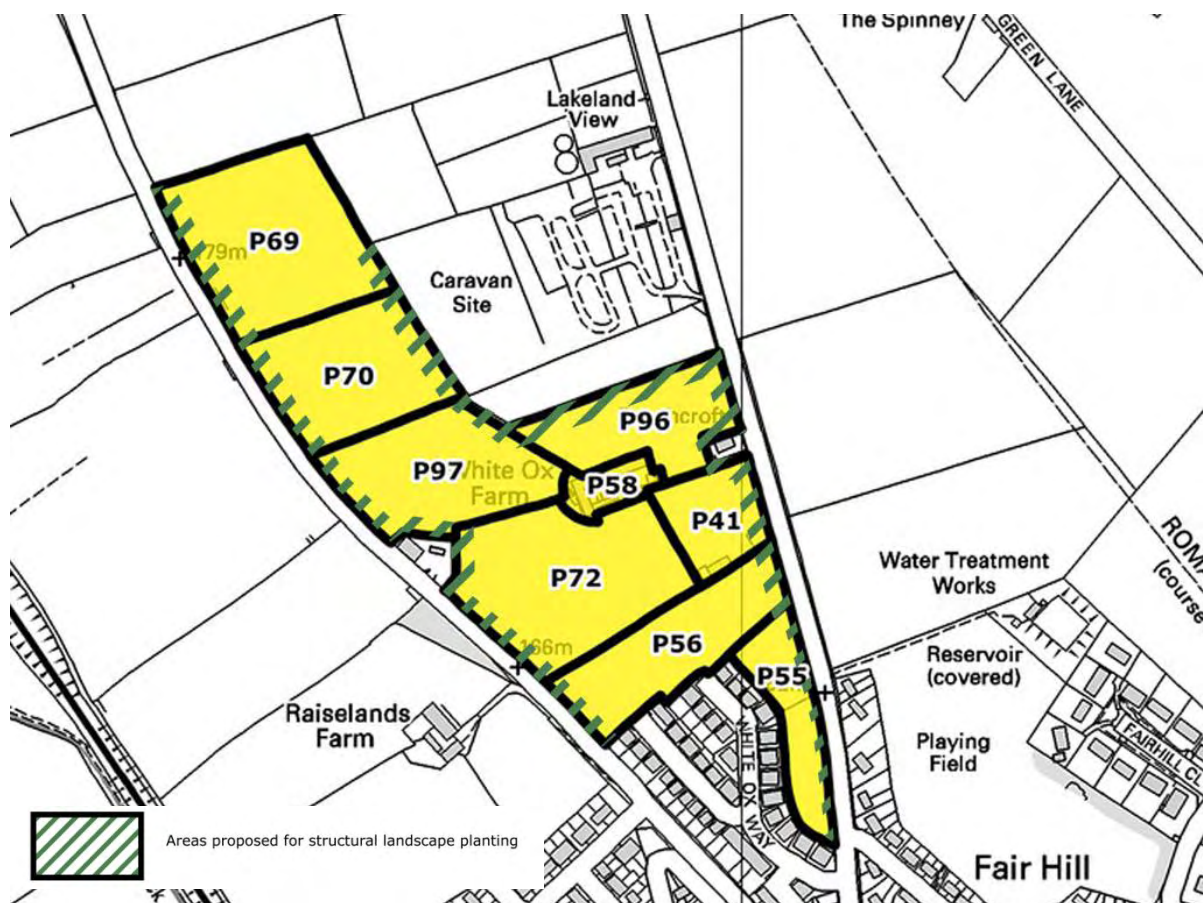 The Spinney
GREEN LANE
Lakeland
View
P69
179m
Caravan
Site
P70
P96
ncroft
P97
White Ox
Farm
P58
P41
P72
Water Treatment
Works
ROMA
(course
P56
166m
P55
Reservoir
(covered)
Raiselands
Farm
WHITE OX WAY
Playing
Field
FAIRHILL C
Areas proposed for structural landscape planting
Fair Hill